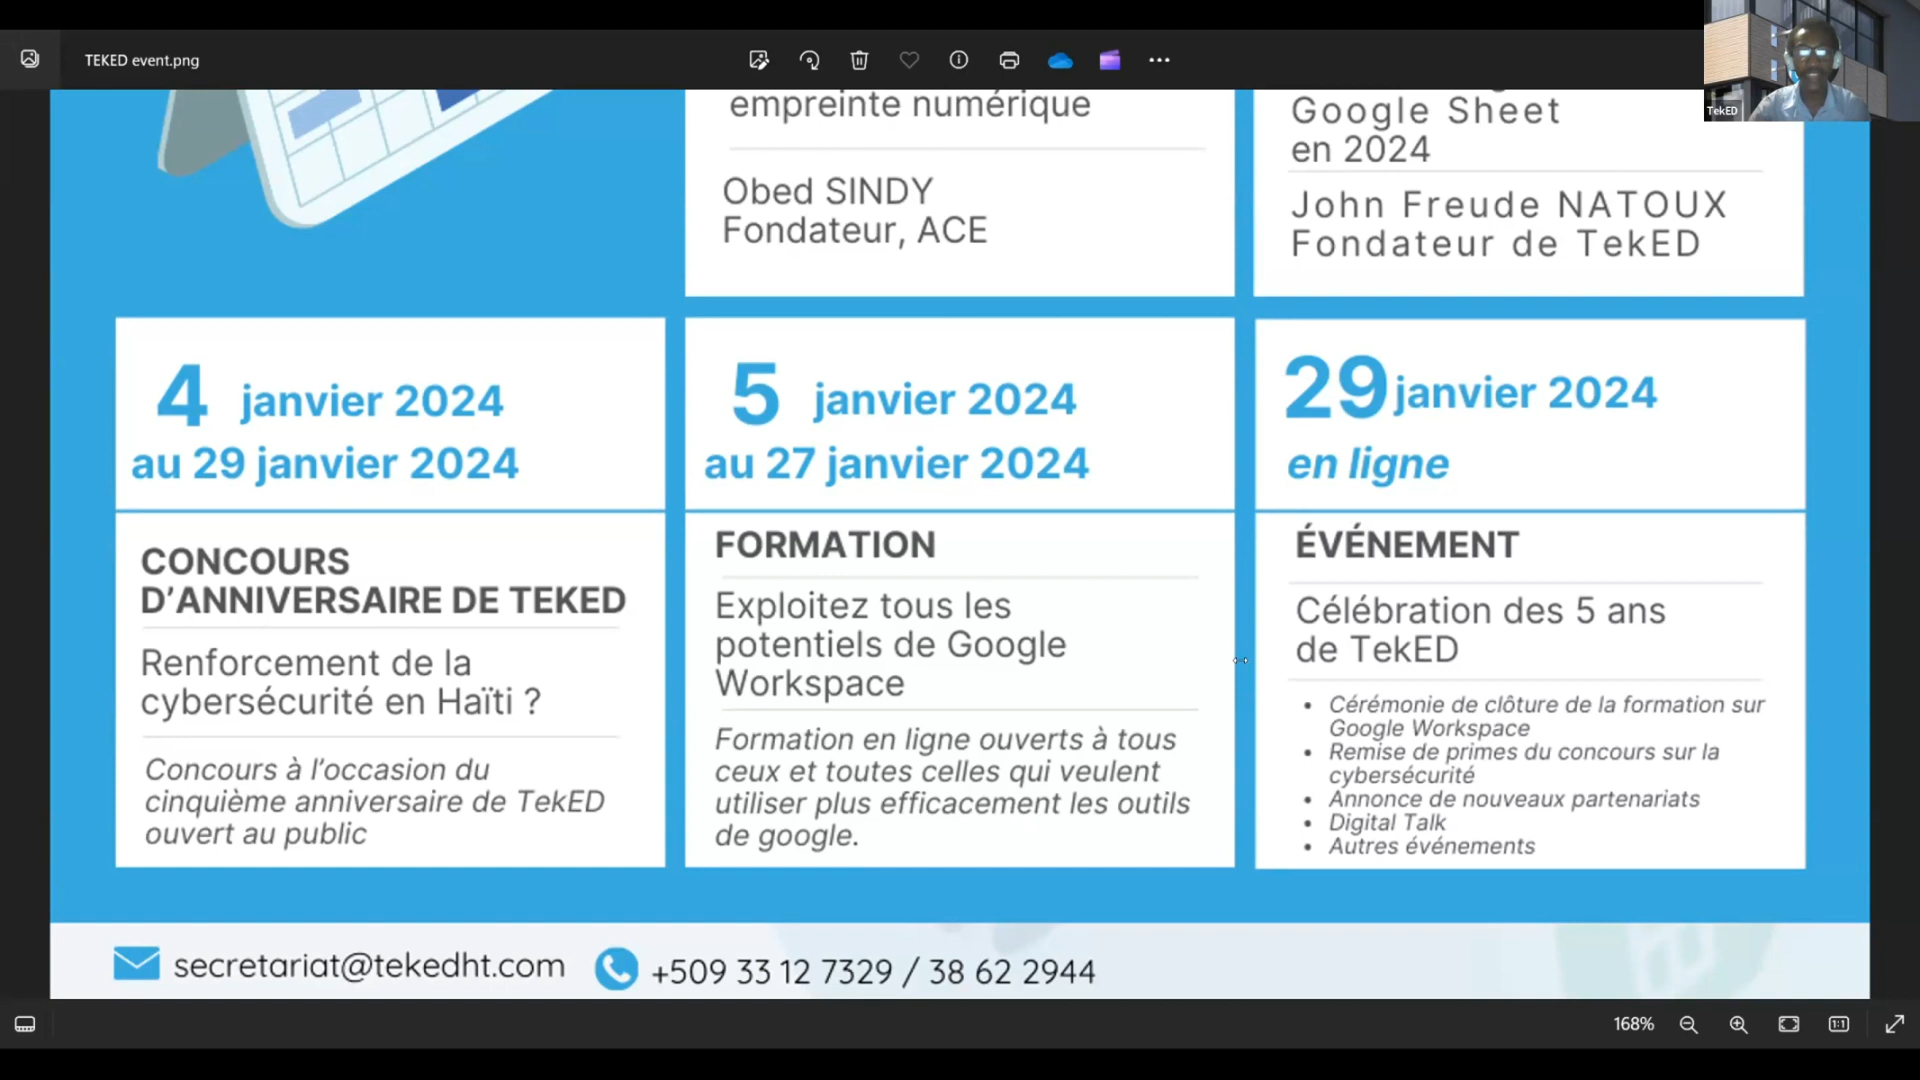 TEKED event.png
TekED
empreinte numérique
Obed SINDY
Fondateur, ACE
Google Sheet
en 2024
John Freude NATOUX
Fondateur de TekED
4 janvier 2024
au 29 janvier 2024
CONCOURS
D’ANNIVERSAIRE DE TEKED
Renforcement de la
cybersécurité en Haïti ?
Concours à l’occasion du
cinquième anniversaire de TekED
ouvert au public
5 janvier 2024
au 27 janvier 2024
FORMATION
Exploitez tous les
potentiels de Google
Workspace
Formation en ligne ouverts à tous
ceux et toutes celles qui veulent
utiliser plus efficacement les outils
de google.
29 janvier 2024
en ligne
ÉVÉNEMENT
Célébration des 5 ans
de TekED
• Cérémonie de clôture de la formation sur
Google Workspace
• Remise de primes du concours sur la
cybersécurité
• Annonce de nouveaux partenariats
• Digital Talk
• Autres événements
secretariat@tekedht.com
+509 33 12 7329 / 38 62 2944
168%
1:1